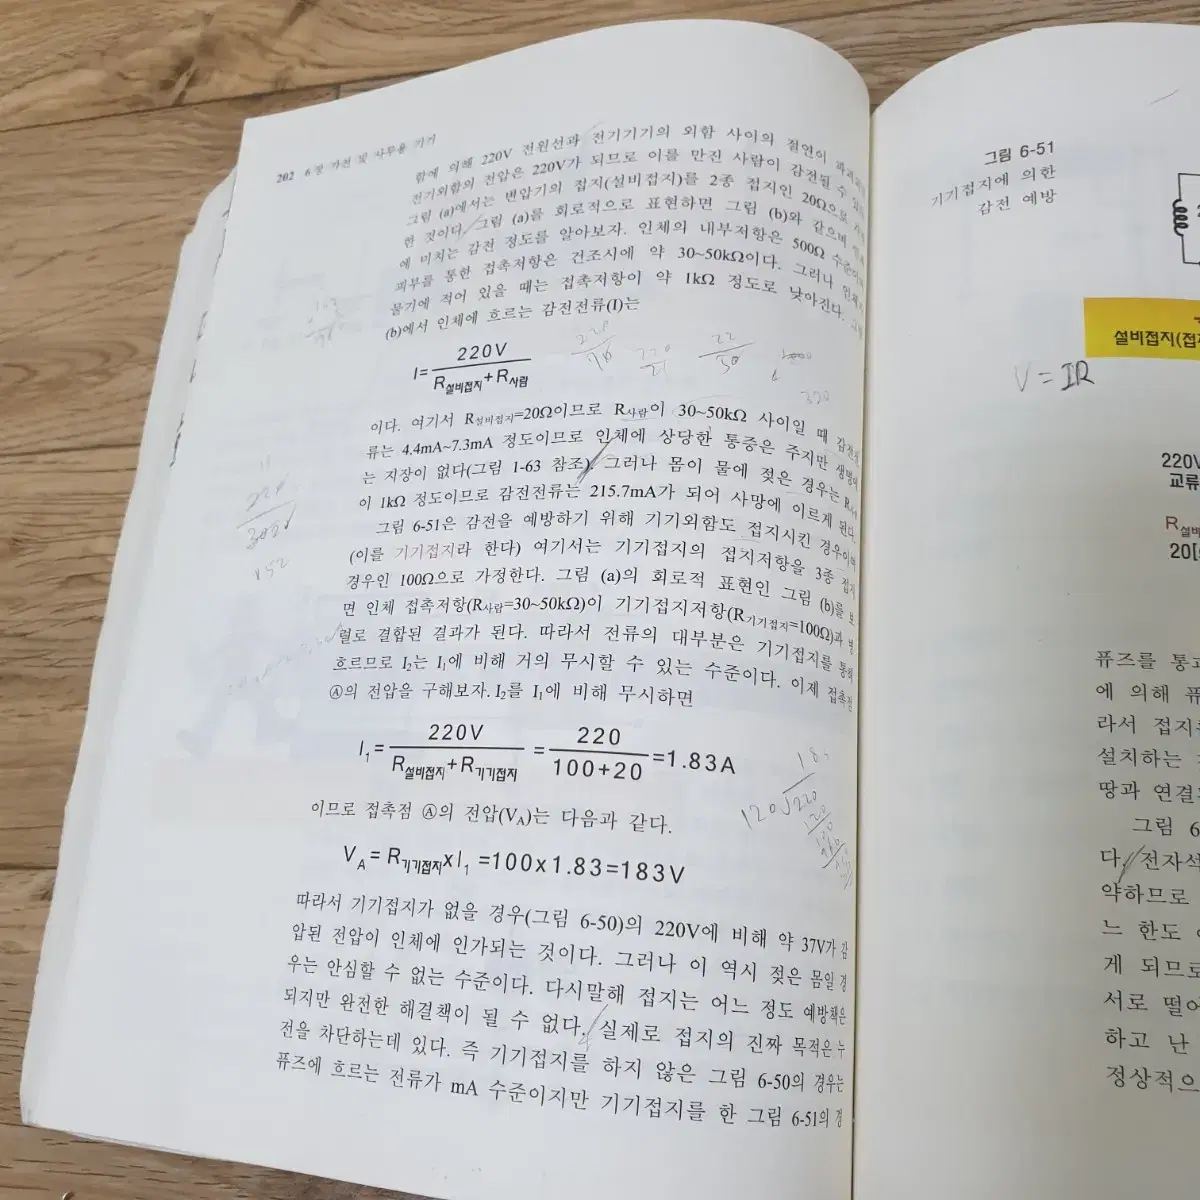 202 6장 가전 및 사무용 기기
함에 의해 220V 전원선과 전기기기의 외함 사이의 절연이 파괴되면
전기외함의 전압은 220V가 되므로 이를 만진 사람이 감전될 수 있다
그림 (a)에서는 변압기의 접지(설비접지)를 2종 접지인 20Ω으로
한 것이다. 그림 (a)를 회로적으로 표현하면 그림 (b)와 같으며
에 미치는 감전 정도를 알아보자. 인체의 내부저항은 500Ω 수준이며
피부를 통한 접촉저항은 건조시에 약 30~50kΩ이다. 그러나 인체가
물기에 적어 있을 때는 접촉저항이 약 1kΩ 정도로 낮아진다. 그림
(b)에서 인체에 흐르는 감전전류(I)는
I= 220V / R설비접지+R사람
이다. 여기서 R설비접지=20Ω이므로 R사람이 30~50kΩ 사이일 때 감전전
류는 4.4mA~7.3mA 정도이므로 인체에 상당한 통증은 주지만 생명에
는 지장이 없다(그림 1-63 참조). 그러나 몸이 물에 젖은 경우는 R사람
이 1kΩ 정도이므로 감전전류는 215.7mA가 되어 사망에 이르게 된다.
그림 6-51은 감전을 예방하기 위해 기기외함도 접지시킨 경우이며
(이를 기기접지라 한다) 여기서는 기기접지의 접지저항을 3종 접지
경우인 100Ω으로 가정한다. 그림 (a)의 회로적 표현인 그림 (b)를 보
면 인체 접촉저항(R사람=30~50kΩ)이 기기접지저항(R기기접지=100Ω)과 병
렬로 결합된 결과가 된다. 따라서 전류의 대부분은 기기접지를 통해
흐르므로 I₂는 I₁에 비해 거의 무시할 수 있는 수준이다. 이제 접촉점
Ⓐ의 전압을 구해보자. I₂를 I₁에 비해 무시하면
I₁= 220V / R설비접지+R기기접지 = 220 / 100+20 =1.83A
이므로 접촉점 Ⓐ의 전압(VA)는 다음과 같다.
VA = R기기접지xI₁ =100x1.83=183V
따라서 기기접지가 없을 경우(그림 6-50)의 220V에 비해 약 37V가 감
압된 전압이 인체에 인가되는 것이다. 그러나 이 역시 젖은 몸일 경
우는 안심할 수 없는 수준이다. 다시말해 접지는 어느 정도 예방책은
되지만 완전한 해결책이 될 수 없다. 실제로 접지의 진짜 목적은 누
전을 차단하는데 있다. 즉 기기접지를 하지 않은 그림 6-50의 경우는
퓨즈에 흐르는 전류가 mA 수준이지만 기기접지를 한 그림 6-51의 경
120 220
그림 6-51
기기접지에 의한
감전 예방
설비접지(접지
V = IR
220V
교류
R설비
20[
퓨즈를 통과
에 의해 퓨
라서 접지
설치하는
땅과 연결
그림 6
다. 전자석
약하므로
느 한도
게 되므로
서로 떨어
하고 난
정상적으